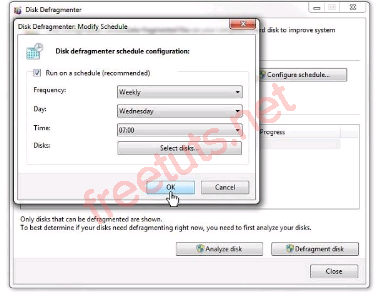 Disk Defragmenter
Disk Defragmenter: Modify Schedule
disk to improve system
Disk defragmenter schedule configuration:
Run on a schedule (recommended)
Configure schedule...
Frequency:
Weekly
Day:
Wednesday
Time:
07:00
Progress
Disks:
Select disks...
OK
Cancel
freetuts.net
Only disks that can be defragmented are shown.
To best determine if your disks need defragmenting right now, you need to first analyze your disks.
Analyze disk
Defragment disk
Close